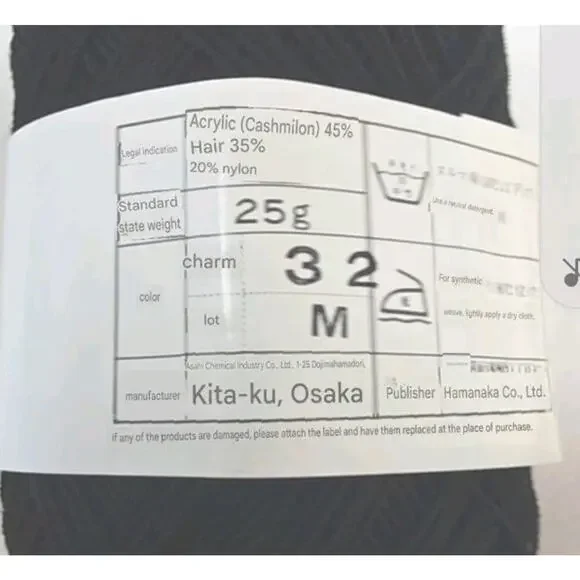 Legal indication
Acrylic (Cashmilon) 45%
Hair 35%
20% nylon
Use a neutral detergent.
Standard
state weight
25g
color
charm
32
lot
M
For synthetic
weave, lightly apply a dry cloth.
manufacturer
Asahi Chemical Industry Co., Ltd., 1-25 Dojimahamadori,
Kita-ku, Osaka
Publisher
Hamanaka Co., Ltd.
If any of the products are damaged, please attach the label and have them replaced at the place of purchase.